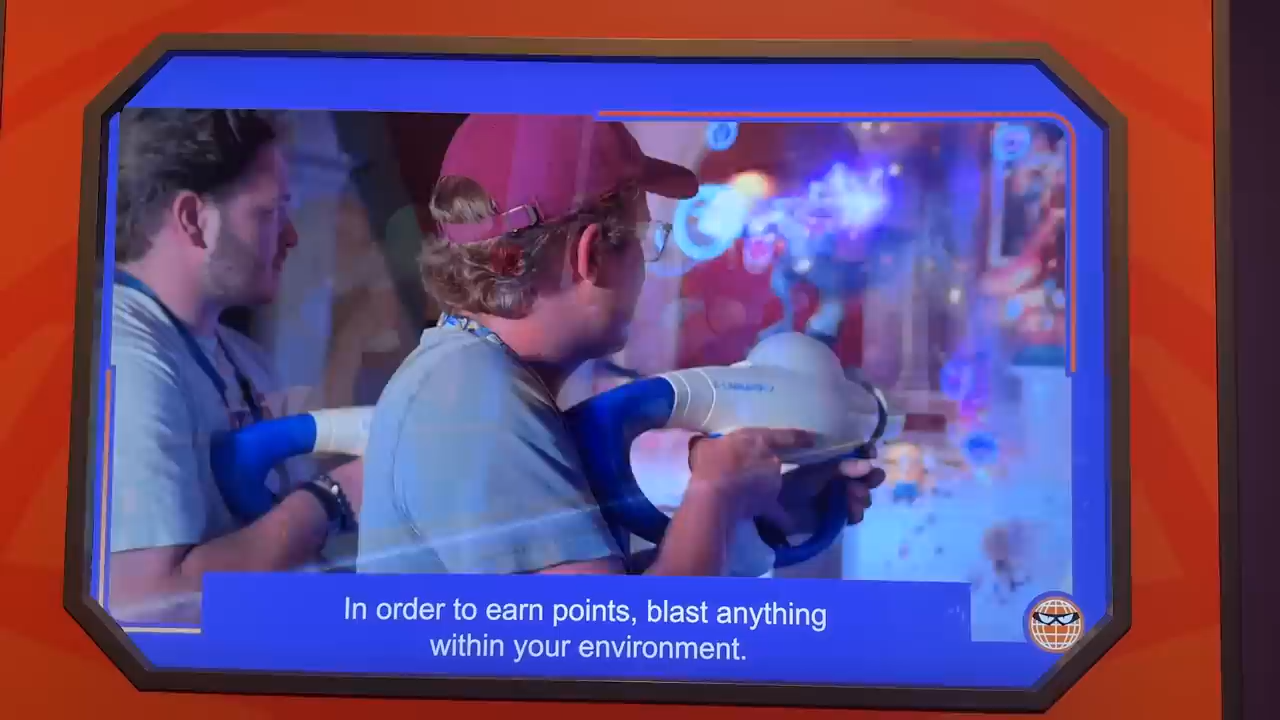 In order to earn points, blast anything
within your environment.